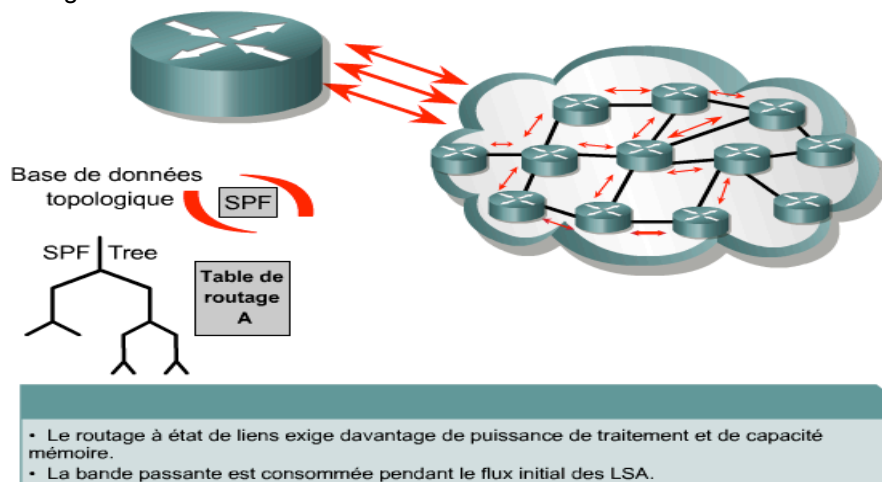 Base de données
topologique
SPF
SPF Tree
Table de
routage
A
• Le routage à état de liens exige davantage de puissance de traitement et de capacité
mémoire.
• La bande passante est consommée pendant le flux initial des LSA.